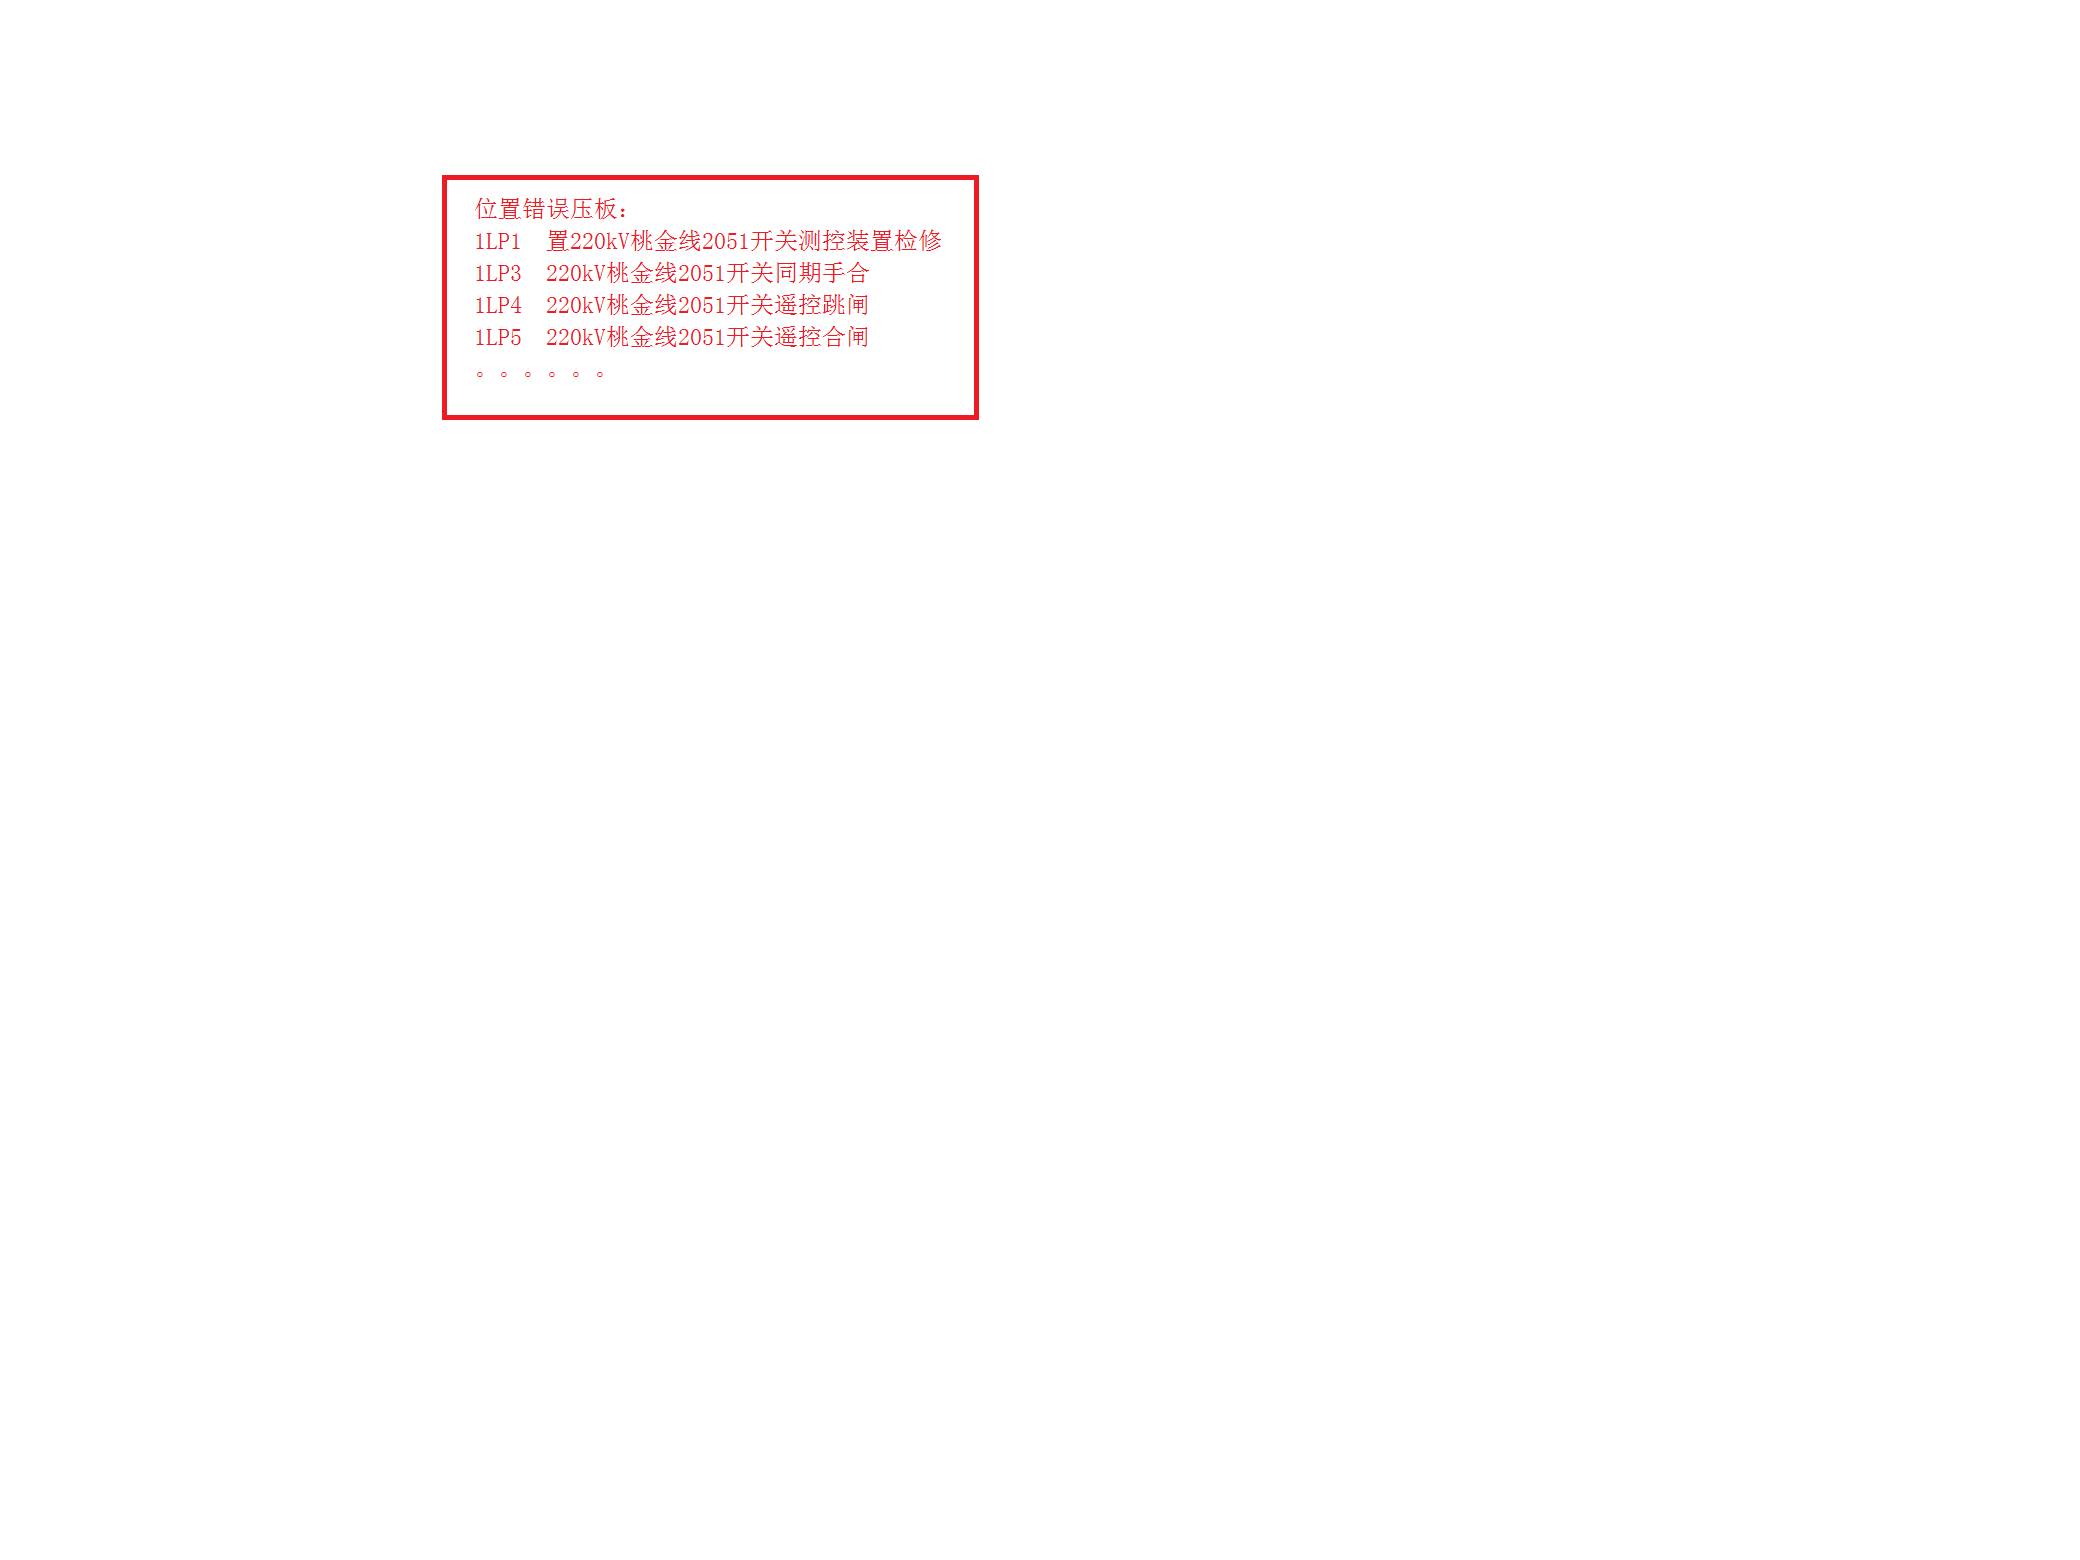 位置错误压板：
1LP1  置220kV桃金线2051开关测控装置检修
1LP3  220kV桃金线2051开关同期手合
1LP4  220kV桃金线2051开关遥控跳闸
1LP5  220kV桃金线2051开关遥控合闸
。。。。。。